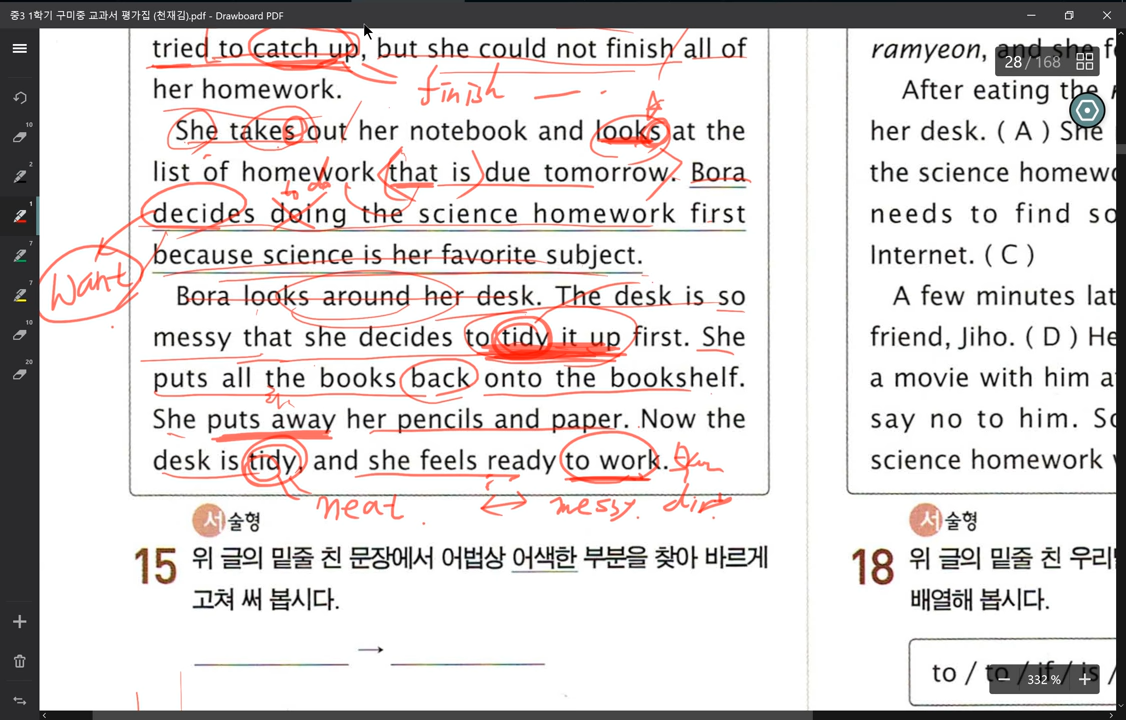 중3 1학기 구미중 교과서 평가집 (천재김).pdf - Drawboard PDF
tried to catch up, but she could not finish all of
her homework.
finish
She takes out her notebook and looks at the
list of homework that is due tomorrow. Bora
to do
decides doing the science homework first
because science is her favorite subject.
want
Bora looks around her desk. The desk is so
messy that she decides to tidy it up first. She
puts all the books back onto the bookshelf.
She puts away her pencils and paper. Now the
desk is tidy, and she feels ready to work.
neat. ↔ messy.
서술형
15 위 글의 밑줄 친 문장에서 어법상 어색한 부분을 찾아 바르게
고쳐 써 봅시다.
→
ramyeon, and she f
28 / 168
After eating the
her desk. ( A ) She
the science homewo
needs to find so
Internet. ( C )
A few minutes lat
friend, Jiho. ( D ) He
a movie with him a
say no to him. So
science homework
서술형
18 위 글의 밑줄 친 우리
배열해 봅시다.
to / to / if / is /
332 %
10
2
1
7
7
10
20